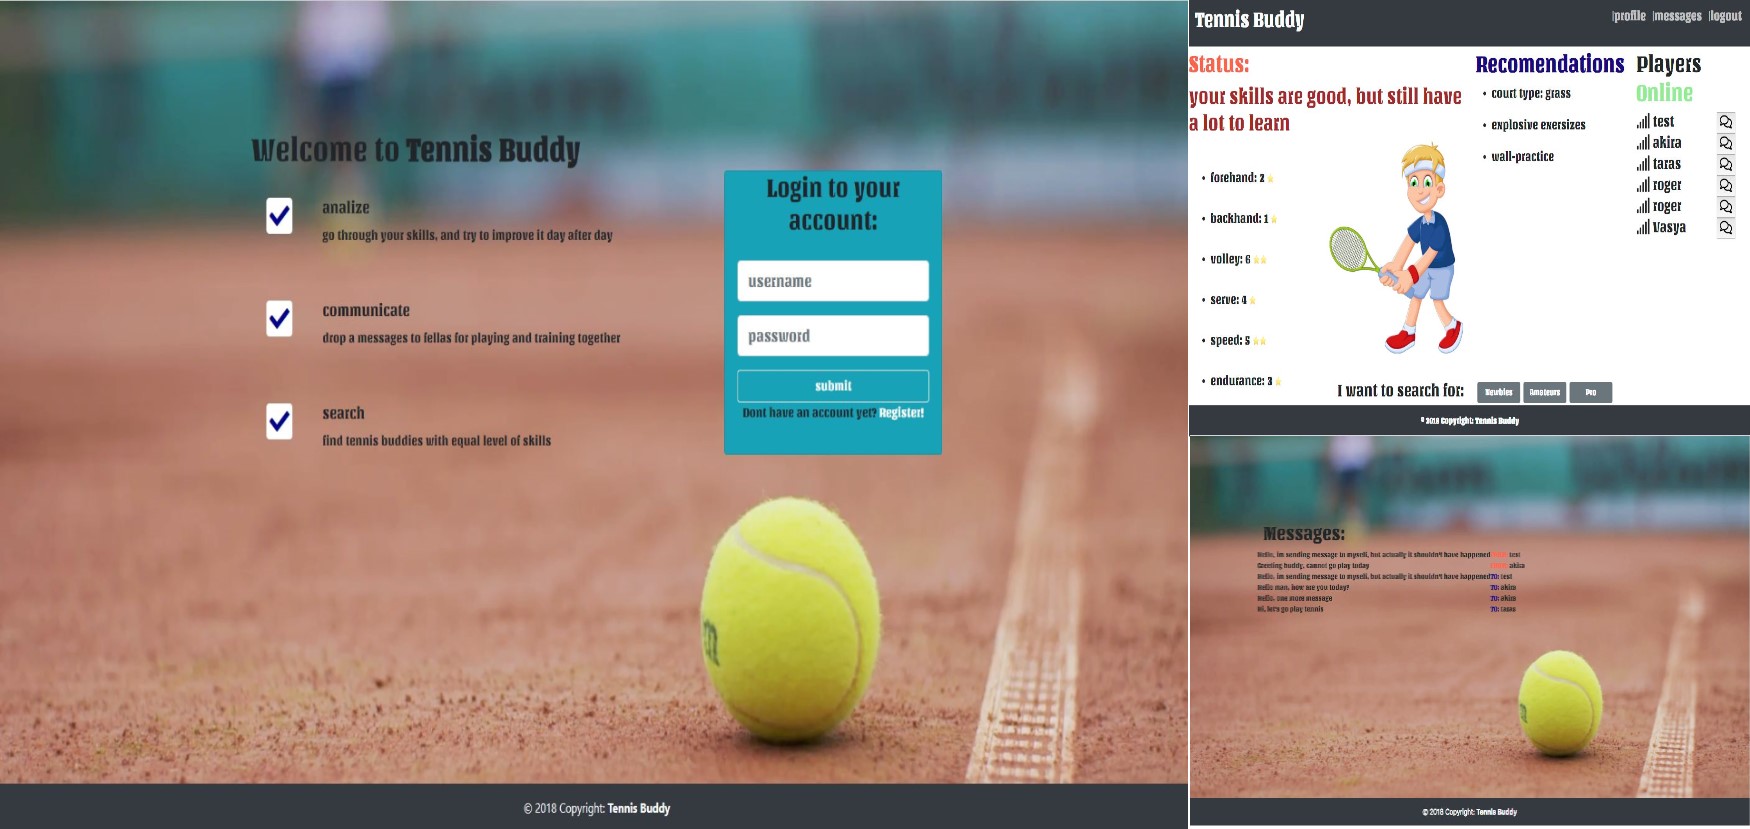 Welcome to Tennis Buddy
analize
go through your skills, and try to improve it day after day
communicate
drop a messages to fellas for playing and training together
search
find tennis buddies with equal level of skills
Login to your
account:
username
password
submit
Dont have an account yet? Register!
© 2018 Copyright: Tennis Buddy
Tennis Buddy
|profile |messages |logout
Status:
your skills are good, but still have
a lot to learn
• forehand: 2
• backhand: 1
• volley: 6
• serve: 4
• speed: 5
• endurance: 3
Recomendations
• court type: grass
• explosive exersizes
• wall-practice
Players
Online
test
akira
taras
roger
roger
Vasya
I want to search for: Newbies Amateurs Pro
© 2018 Copyright: Tennis Buddy
Messages:
Hello, im sending message to myself, but actually it shouldn't have happened test
Greeting buddy, cannot go play today akira
Hello, im sending message to myself, but actually it shouldn't have happened TO: test
Hello man, how are you today? TO: akira
Hello, one more message TO: akira
Hi, let's go play tennis TO: taras
© 2018 Copyright: Tennis Buddy